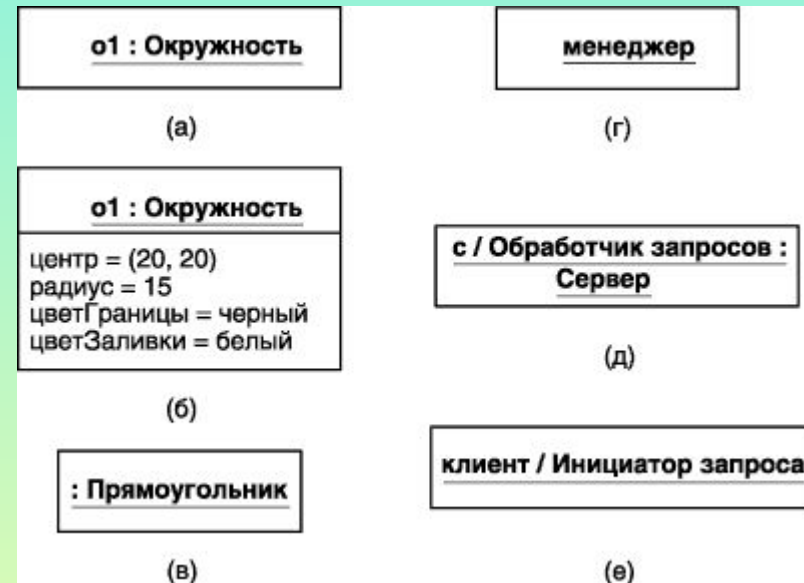 о1 : Окружность
(а)
о1 : Окружность
центр = (20, 20)
радиус = 15
цветГраницы = черный
цветЗаливки = белый
(б)
: Прямоугольник
(в)
менеджер
(г)
с / Обработчик запросов :
Сервер
(д)
клиент / Инициатор запроса
(е)